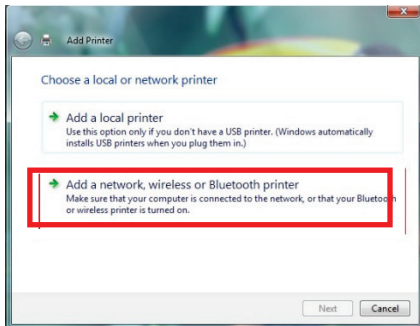 Add Printer
Choose a local or network printer
Add a local printer
Use this option only if you don't have a USB printer. (Windows automatically
installs USB printers when you plug them in.)
Add a network, wireless or Bluetooth printer
Make sure that your computer is connected to the network, or that your Bluetooth
or wireless printer is turned on.
Next
Cancel